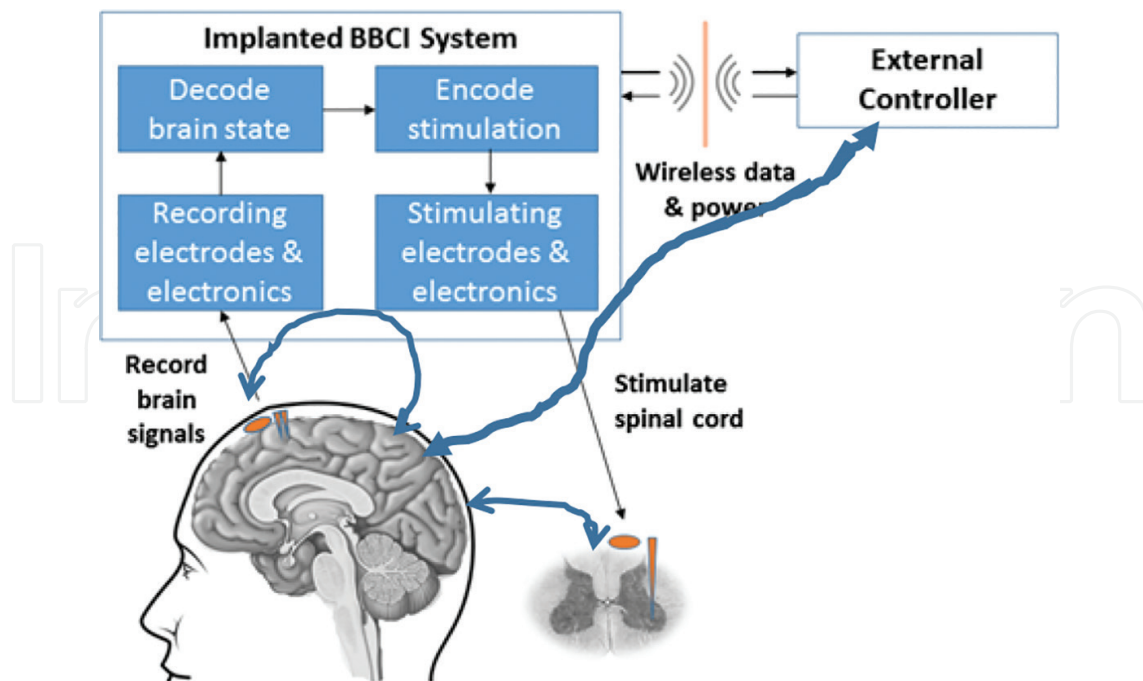 Implanted BBCI System
Decode
brain state
Encode
stimulation
Recording
electrodes &
electronics
Stimulating
electrodes &
electronics
External
Controller
Wireless data
& power
Record
brain
signals
Stimulate
spinal cord